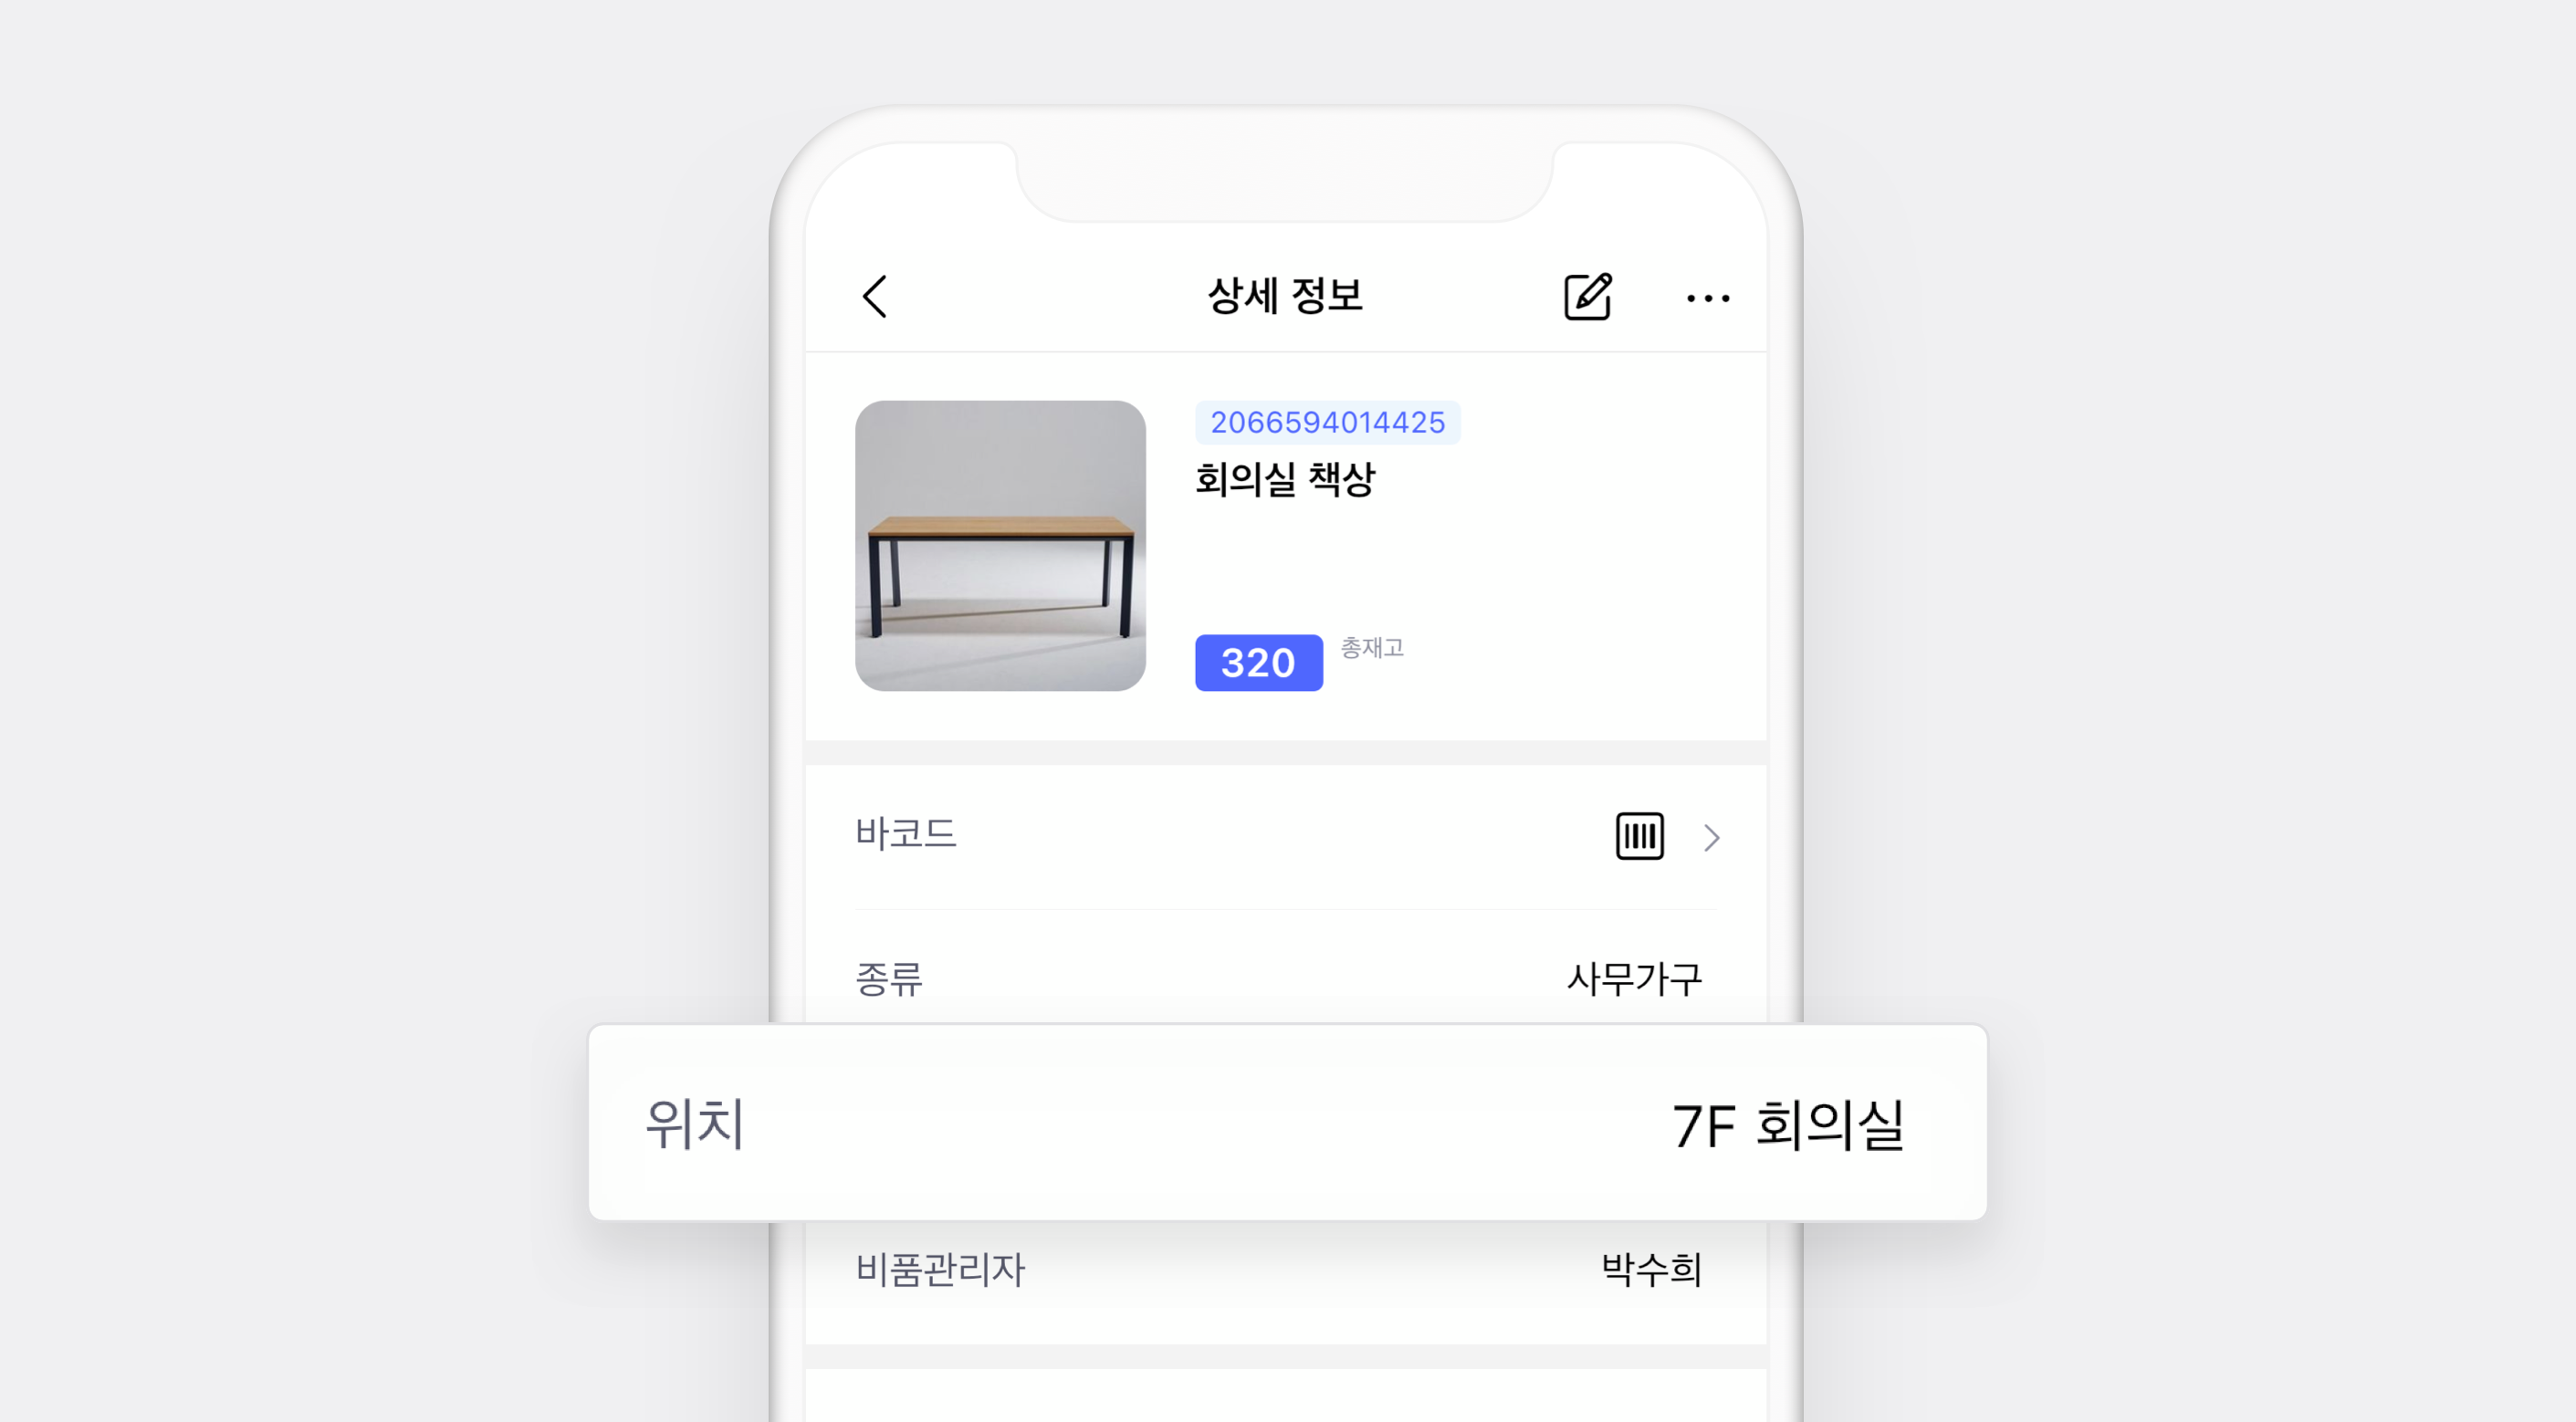 상세 정보
2066594014425
회의실 책상
320 총재고
바코드
종류 사무가구
위치 7F 회의실
비품관리자 박수희